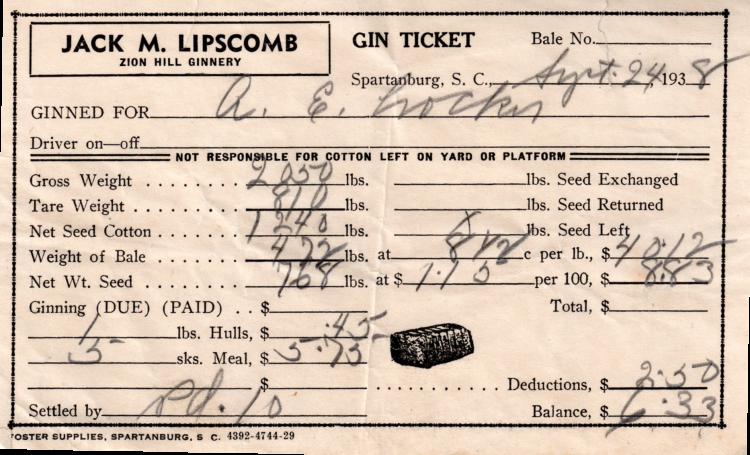 JACK M. LIPSCOMB
ZION HILL GINNERY
GIN TICKET Bale No.
Spartanburg, S. C., Sept. 24, 1938
GINNED FOR A. E. Crocker
Driver on—off
NOT RESPONSIBLE FOR COTTON LEFT ON YARD OR PLATFORM
Gross Weight . . . . . . . 2050 lbs. lbs. Seed Exchanged
Tare Weight . . . . . . . . 810 lbs. lbs. Seed Returned
Net Seed Cotton . . . . 1240 lbs. lbs. Seed Left
Weight of Bale . . . . . 472 lbs. at c per lb., $ 40.12
Net Wt. Seed . . . . . . 768 lbs. at $ 1.15 per 100, $ 8.83
Ginning (DUE) (PAID) . . $ Total, $
1 lbs. Hulls, $ .45
5 sks. Meal, $ 5.75
$ . . . . . . . . . . Deductions, $ 2.50
Settled by Pd. 10 Balance, $ 6.33
FOSTER SUPPLIES, SPARTANBURG, S C. 4392-4744-29